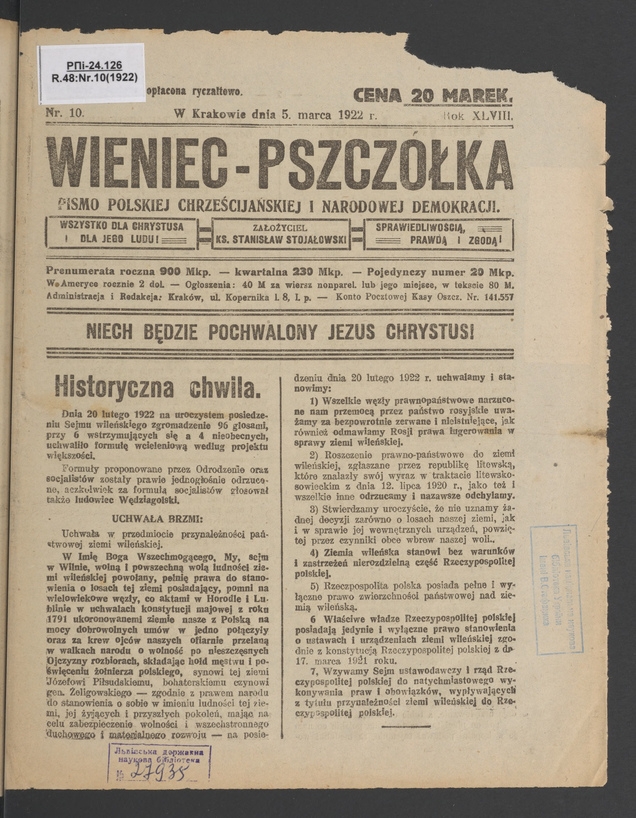 РПі-24.126
R.48:Nr.10(1922)
opłacona ryczałtowo.
CENA 20 MAREK.
Nr. 10.
W Krakowie dnia 5. marca 1922 r.
Rok XLVIII.
WIENIEC-PSZCZÓŁKA
PISMO POLSKIEJ CHRZEŚCIJAŃSKIEJ I NARODOWEJ DEMOKRACJI.
WSZYSTKO DLA CHRYSTUSA
I DLA JEGO LUDU!
ZAŁOŻYCIEL
KS. STANISŁAW STOJAŁOWSKI
SPRAWIEDLIWOŚCIĄ,
PRAWDĄ I ZGODĄ!
Prenumerata roczna 900 Mkp. — kwartalna 230 Mkp. — Pojedynczy numer 20 Mkp.
We Ameryce rocznie 2 dol. — Ogłoszenia: 40 M za wiersz nonparel. lub jego miejsce, w tekście 80 M.
Administracja i Redakcja: Kraków, ul. Kopernika l. 8, I. p. — Konto Pocztowej Kasy Oszcz. Nr. 141.557
NIECH BĘDZIE POCHWALONY JEZUS CHRYSTUS!
Historyczna chwila.
Dnia 20 lutego 1922 na uroczystem posiedze-
niu Sejmu wileńskiego zgromadzenie 96 głosami,
przy 6 wstrzymujących się a 4 nieobecnych,
uchwaliło formułę wcieleniową według projektu
większości.
Formuły proponowane przez Odrodzenie oraz
socjalistów zostały prawie jednogłośnie odrzuco-
ne, aczkolwiek za formułą socjalistów głosował
także ludowiec Wędziagolski.
UCHWAŁA BRZMI:
Uchwała w przedmiocie przynależności pań-
stwowej ziemi wileńskiej.
W Imię Boga Wszechmogącego, My, sejm
w Wilnie, wolną i powszechną wolą ludności zie-
mi wileńskiej powołany, pełnię prawa do stano-
wienia o losach tej ziemi posiadający, pomni na
wielowiekowe węzły, co aktami w Horodle i Lu-
blinie w uchwałach konstytucji majowej z roku
1791 ukoronowanemi ziemie nasze z Polską na
mocy dobrowolnych umów w jedno połączyły
oraz na krew ojców naszych ofiarnie przelaną
w walkach narodu o wolność po nieszczęsnych
Ojczyzny rozbiorach, składając hołd męstwu i po-
święceniu żołnierza polskiego, synowi tej ziemi
Józefowi Piłsudskiemu, bohaterskiemu czynowi
gen. Żeligowskiego — zgodnie z prawem narodu
do stanowienia o sobie w imieniu ludności tej zie-
mi, jej żyjących i przyszłych pokoleń, mając na
celu zabezpieczenie wolności i wszechstronnego
duchowego i materjalnego rozwoju — na posie-
dzeniu dnia 20 lutego 1922 r. uchwalamy i sta-
nowimy:
1) Wszelkie węzły prawnopaństwowe narzuco-
ne nam przemocą przez państwo rosyjskie uwa-
żamy za bezpowrotnie zerwane i nieistniejące, jak
również odmawiamy Rosji prawa ingerowania w
sprawy ziemi wileńskiej.
2) Roszczenie prawno-państwowe do ziemi
wileńskiej, zgłaszane przez republikę litewską,
które znalazły swój wyraz w traktacie litewsko-
sowieckim z dnia 12. lipca 1920 r., jako też i
wszelkie inne odrzucamy i nazawsze odchylamy.
3) Stwierdzamy uroczyście, że nie uznamy ża-
dnej decyzji zarówno o losach naszej ziemi, jak
i w sprawie jej wewnętrznych urządzeń, powzię-
tej przez czynniki obce wbrew naszej woli.
4) Ziemia wileńska stanowi bez warunków
i zastrzeżeń nierozdzielną część Rzeczypospolitej
polskiej.
5) Rzeczpospolita polska posiada pełne i wy-
łączne prawo zwierzchności państwowej nad zie-
mią wileńską.
6 Właściwe władze Rzeczypospolitej polskiej
posiadają jedynie i wyłączne prawo stanowienia
o ustawach i urządzeniach ziemi wileńskiej zgo-
dnie z konstytucją Rzeczypospolitej polskiej z dn
17. marca 1921 roku.
7, Wzywamy Sejm ustawodawczy i rząd Rze-
czypospolitej polskiej do natychmiastowego wy-
konywania praw i obowiązków, wypływających
z tytułu przynależności ziemi wileńskiej do Rze-
czypospolitej polskiej.
Львівська державна
наукова бібліотека
№ 27935